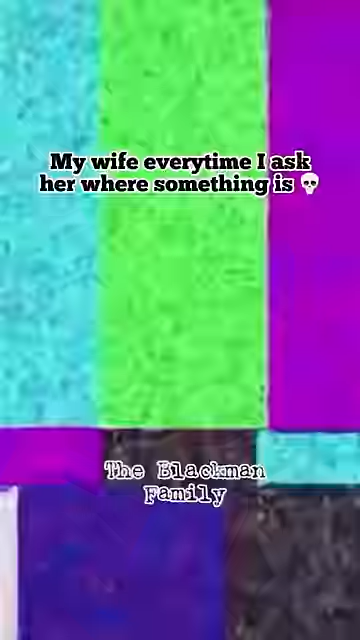 My wife everytime I ask
her where something is 💀
The Blackman
Family